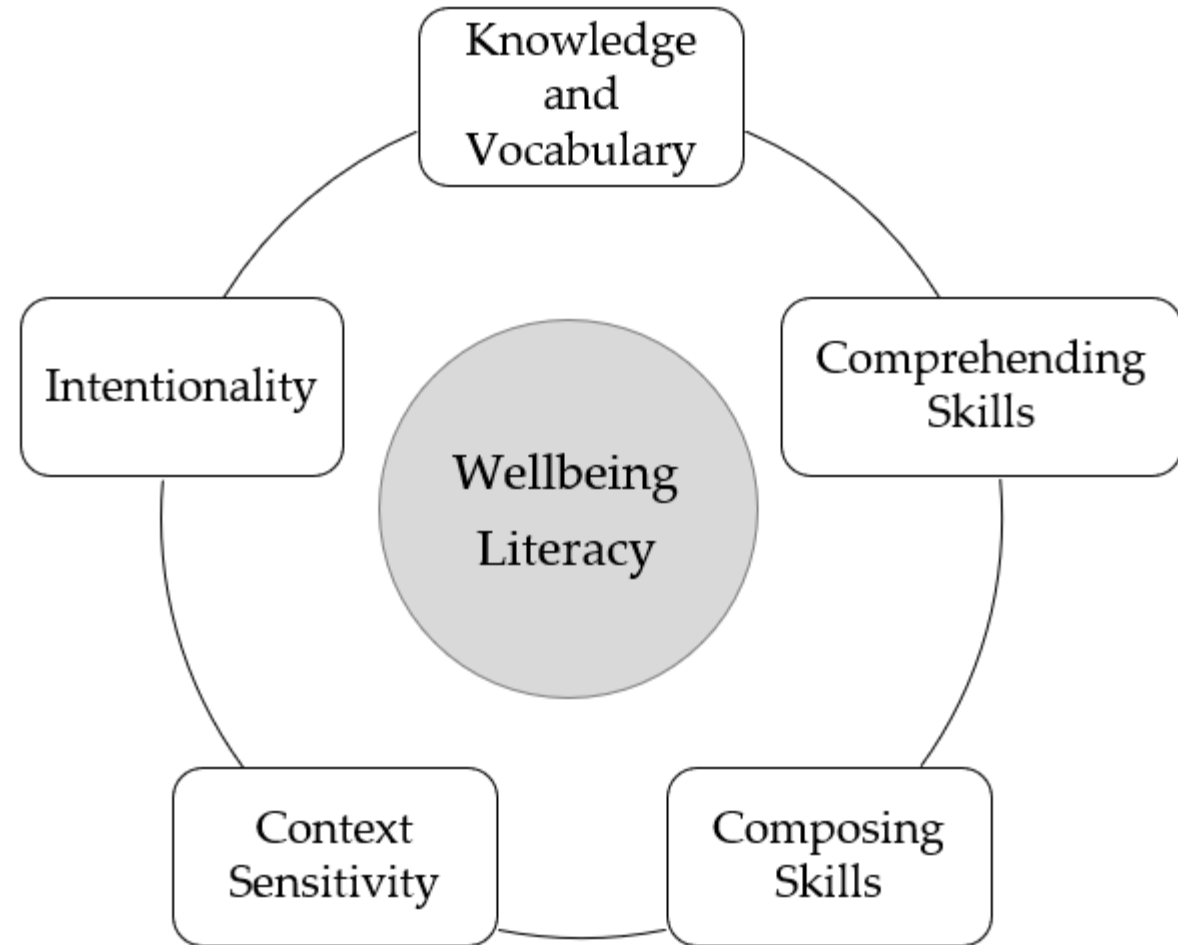 Knowledge
and
Vocabulary
Intentionality
Comprehending
Skills
Wellbeing
Literacy
Context
Sensitivity
Composing
Skills